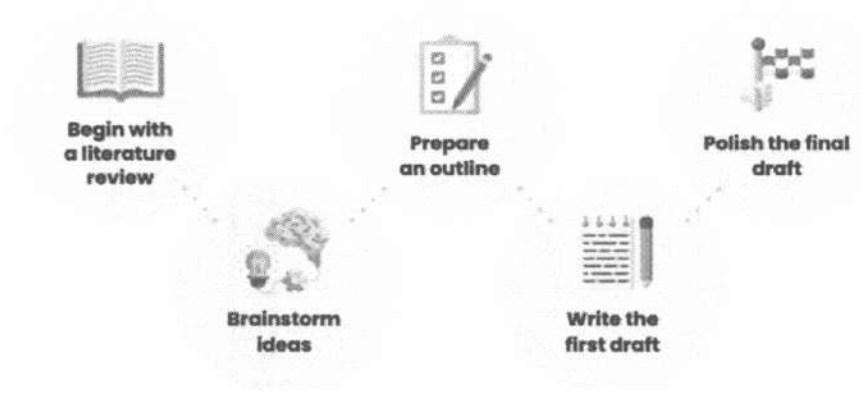 Begin with
a literature
review
Brainstorm
ideas
Prepare
an outline
Write the
first draft
Polish the final
draft